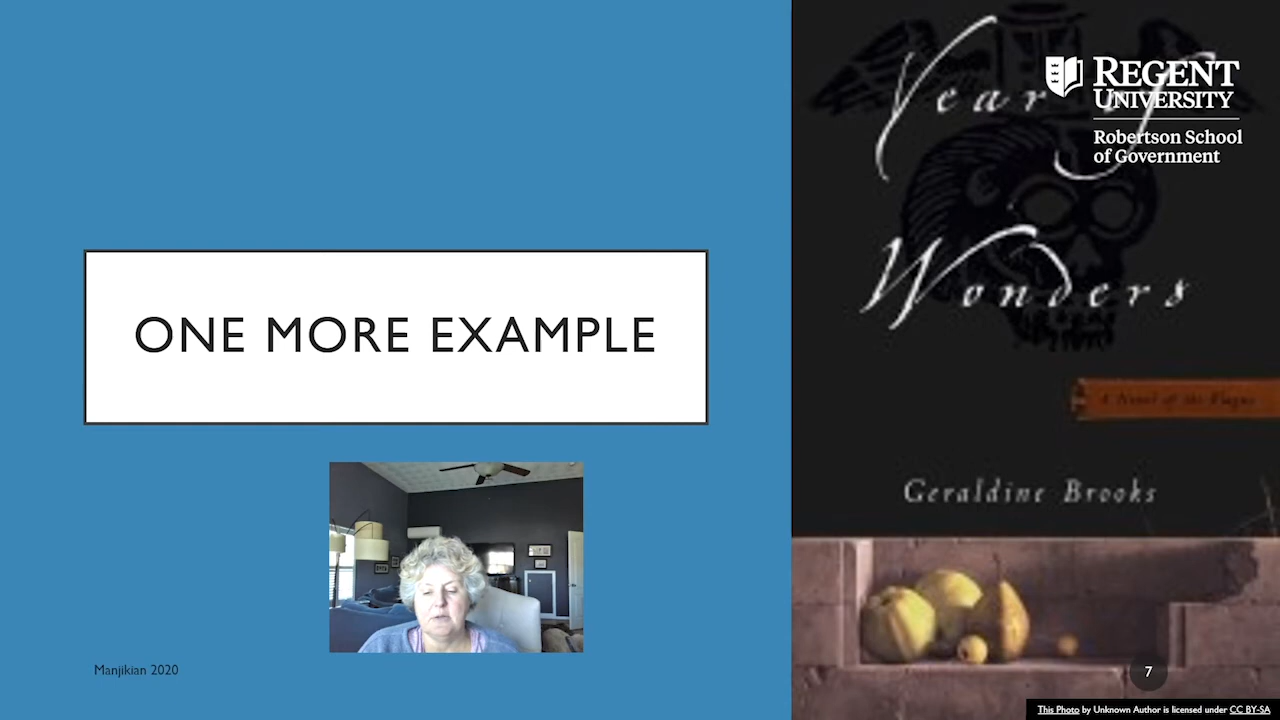 ONE MORE EXAMPLE
Manjikian 2020
Year of
Wonders
REGENT
UNIVERSITY
Robertson School
of Government
A Novel of the Plague
Geraldine Brooks
7
This Photo by Unknown Author is licensed under CC BY-SA